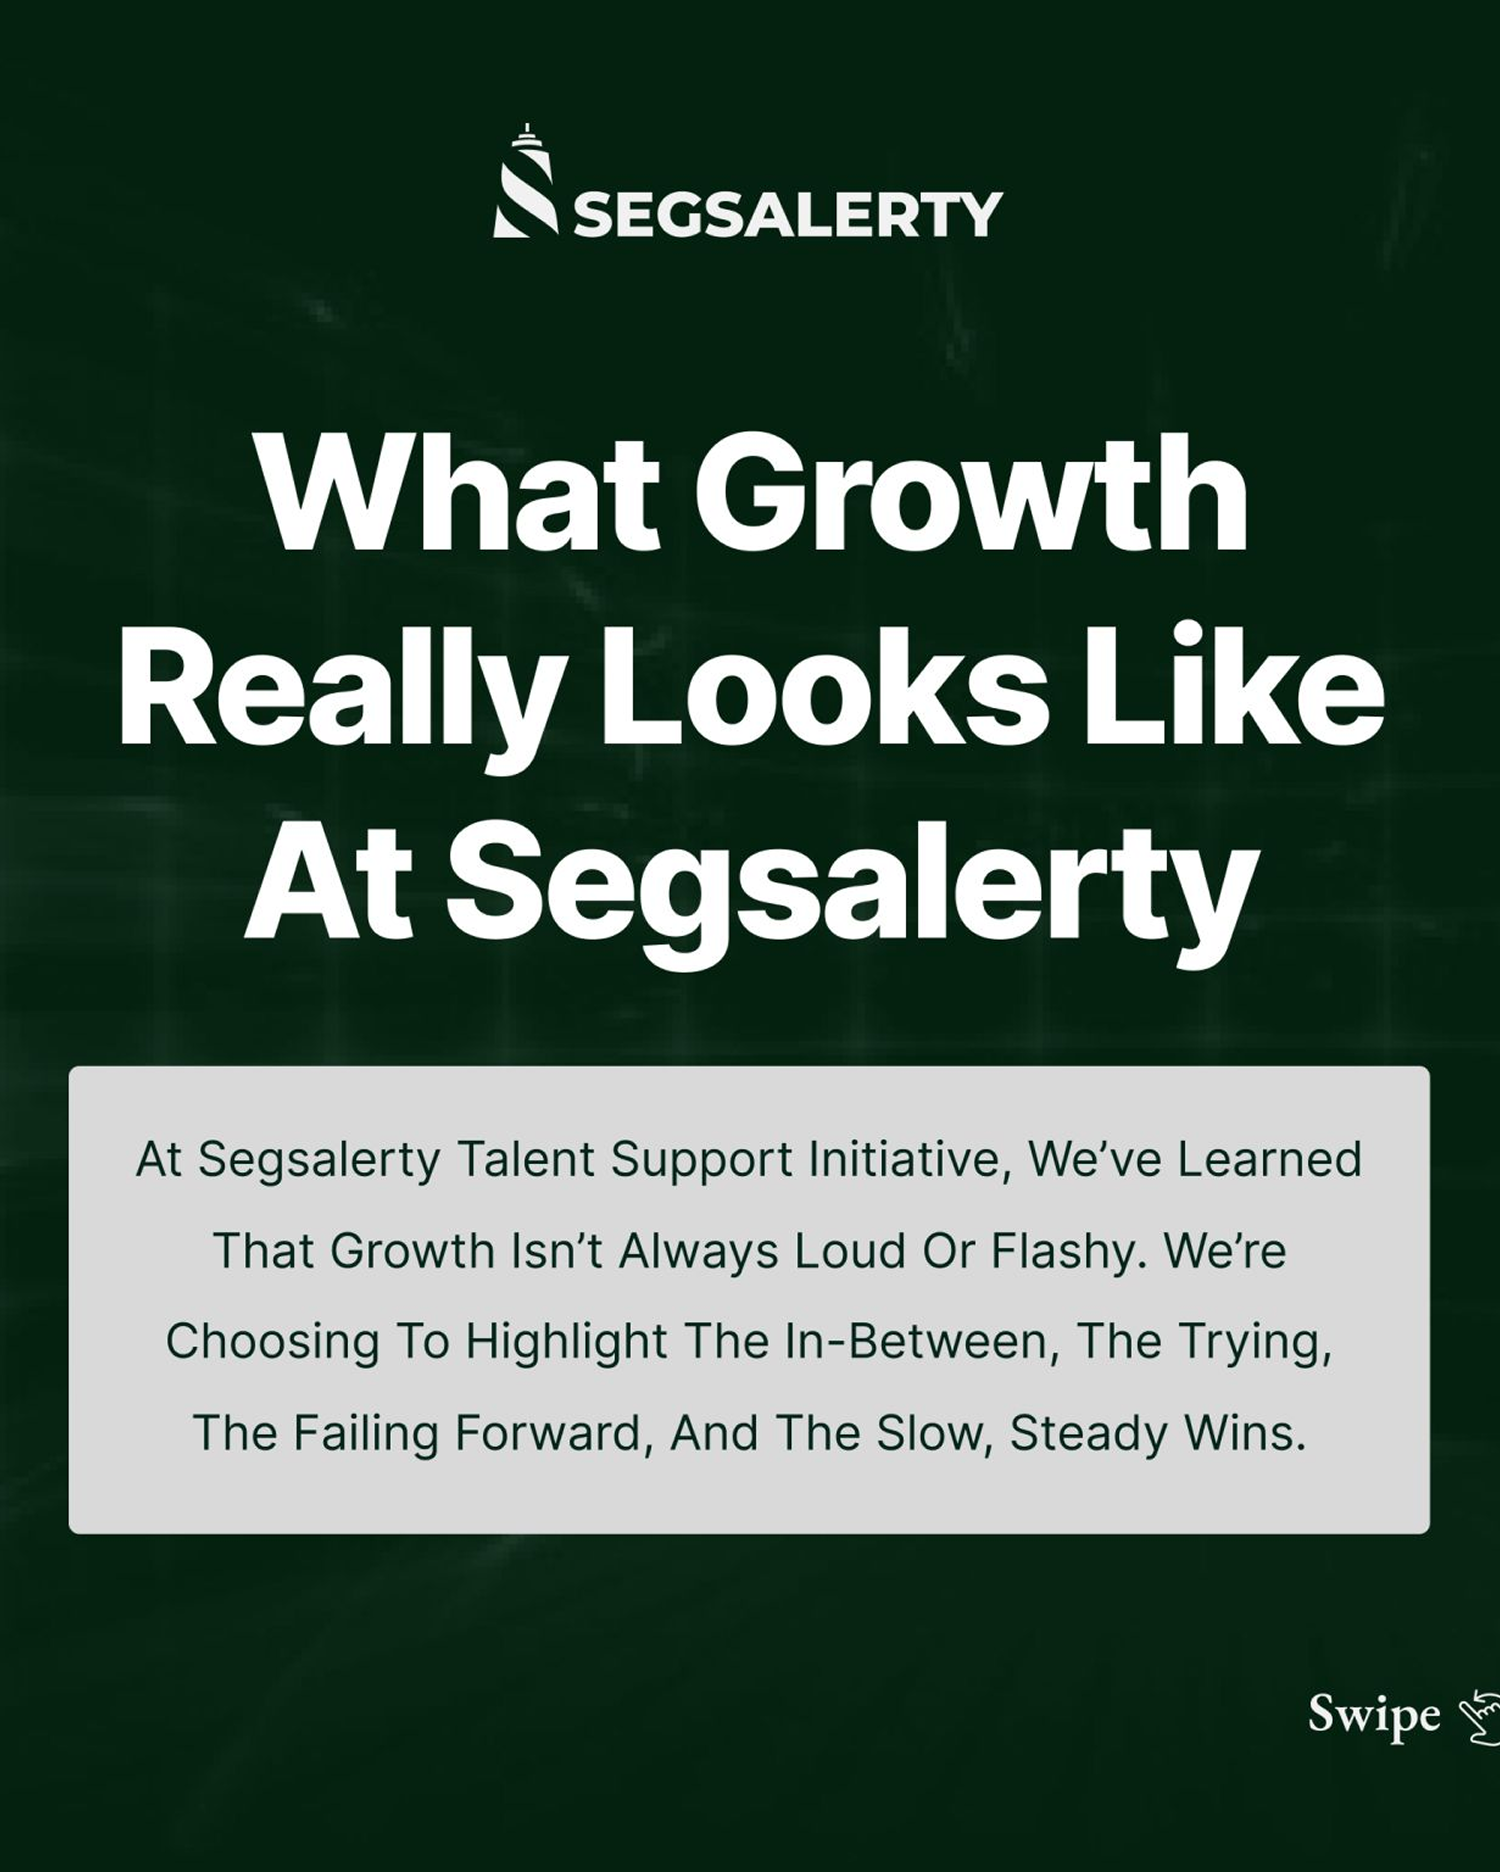 SEGSALERTY
What Growth
Really Looks Like
At Segsalerty
At Segsalerty Talent Support Initiative, We’ve Learned
That Growth Isn’t Always Loud Or Flashy. We’re
Choosing To Highlight The In-Between, The Trying,
The Failing Forward, And The Slow, Steady Wins.
Swipe